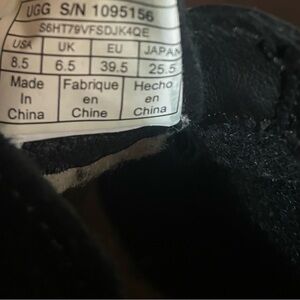 UGG S/N 1095156
S6HT79VFSDJK4QE
USA UK EU JAPAN
8.5 6.5 39.5 25.5
Made Fabrique Hecho
in en en
China Chine China